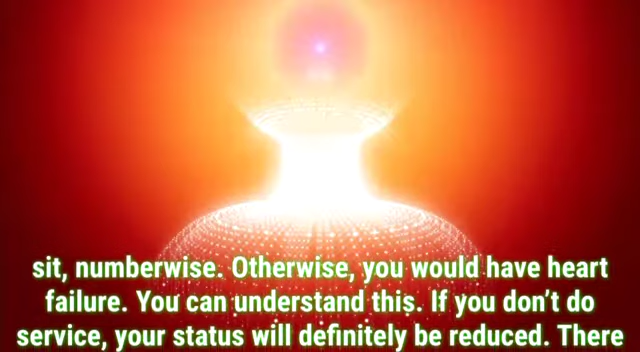 sit, numberwise. Otherwise, you would have heart
failure. You can understand this. If you don't do
service, your status will definitely be reduced. There